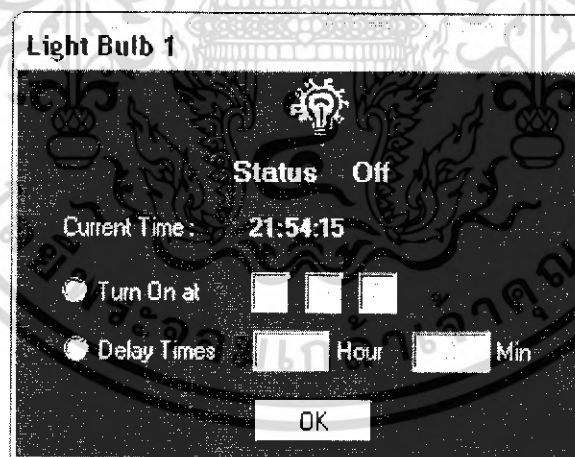 Light Bulb 1
Status Off
Current Time : 21:54:15
Turn On at
Delay Times Hour Min
OK